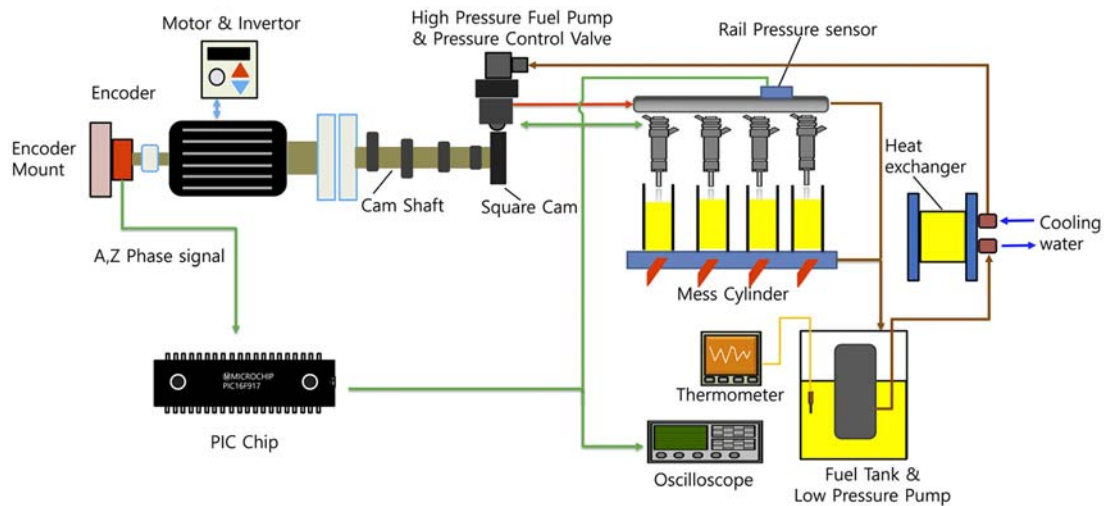 Motor & Invertor
High Pressure Fuel Pump
& Pressure Control Valve
Rail Pressure sensor
Encoder
Encoder
Mount
Heat
exchanger
Cam Shaft
Square Cam
Cooling
water
A,Z Phase signal
Mess Cylinder
MICROCHIP
PIC16F917
Thermometer
PIC Chip
Oscilloscope
Fuel Tank &
Low Pressure Pump